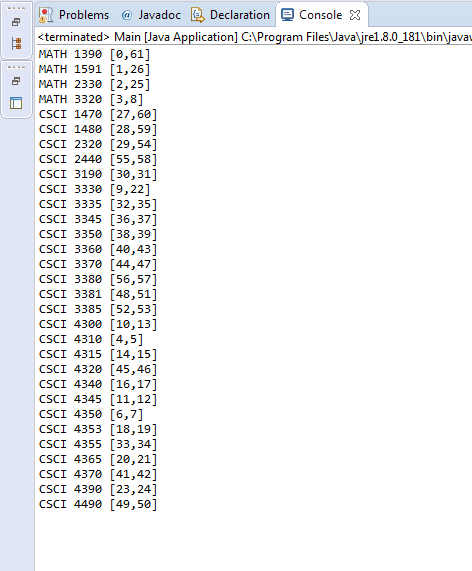 Problems @ Javadoc Declaration Console
<terminated> Main [Java Application] C:\Program Files\Java\jre1.8.0_181\bin\javaw
MATH 1390 [0,61]
MATH 1591 [1,26]
MATH 2330 [2,25]
MATH 3320 [3,8]
CSCI 1470 [27,60]
CSCI 1480 [28,59]
CSCI 2320 [29,54]
CSCI 2440 [55,58]
CSCI 3190 [30,31]
CSCI 3330 [9,22]
CSCI 3335 [32,35]
CSCI 3345 [36,37]
CSCI 3350 [38,39]
CSCI 3360 [40,43]
CSCI 3370 [44,47]
CSCI 3380 [56,57]
CSCI 3381 [48,51]
CSCI 3385 [52,53]
CSCI 4300 [10,13]
CSCI 4310 [4,5]
CSCI 4315 [14,15]
CSCI 4320 [45,46]
CSCI 4340 [16,17]
CSCI 4345 [11,12]
CSCI 4350 [6,7]
CSCI 4353 [18,19]
CSCI 4355 [33,34]
CSCI 4365 [20,21]
CSCI 4370 [41,42]
CSCI 4390 [23,24]
CSCI 4490 [49,50]